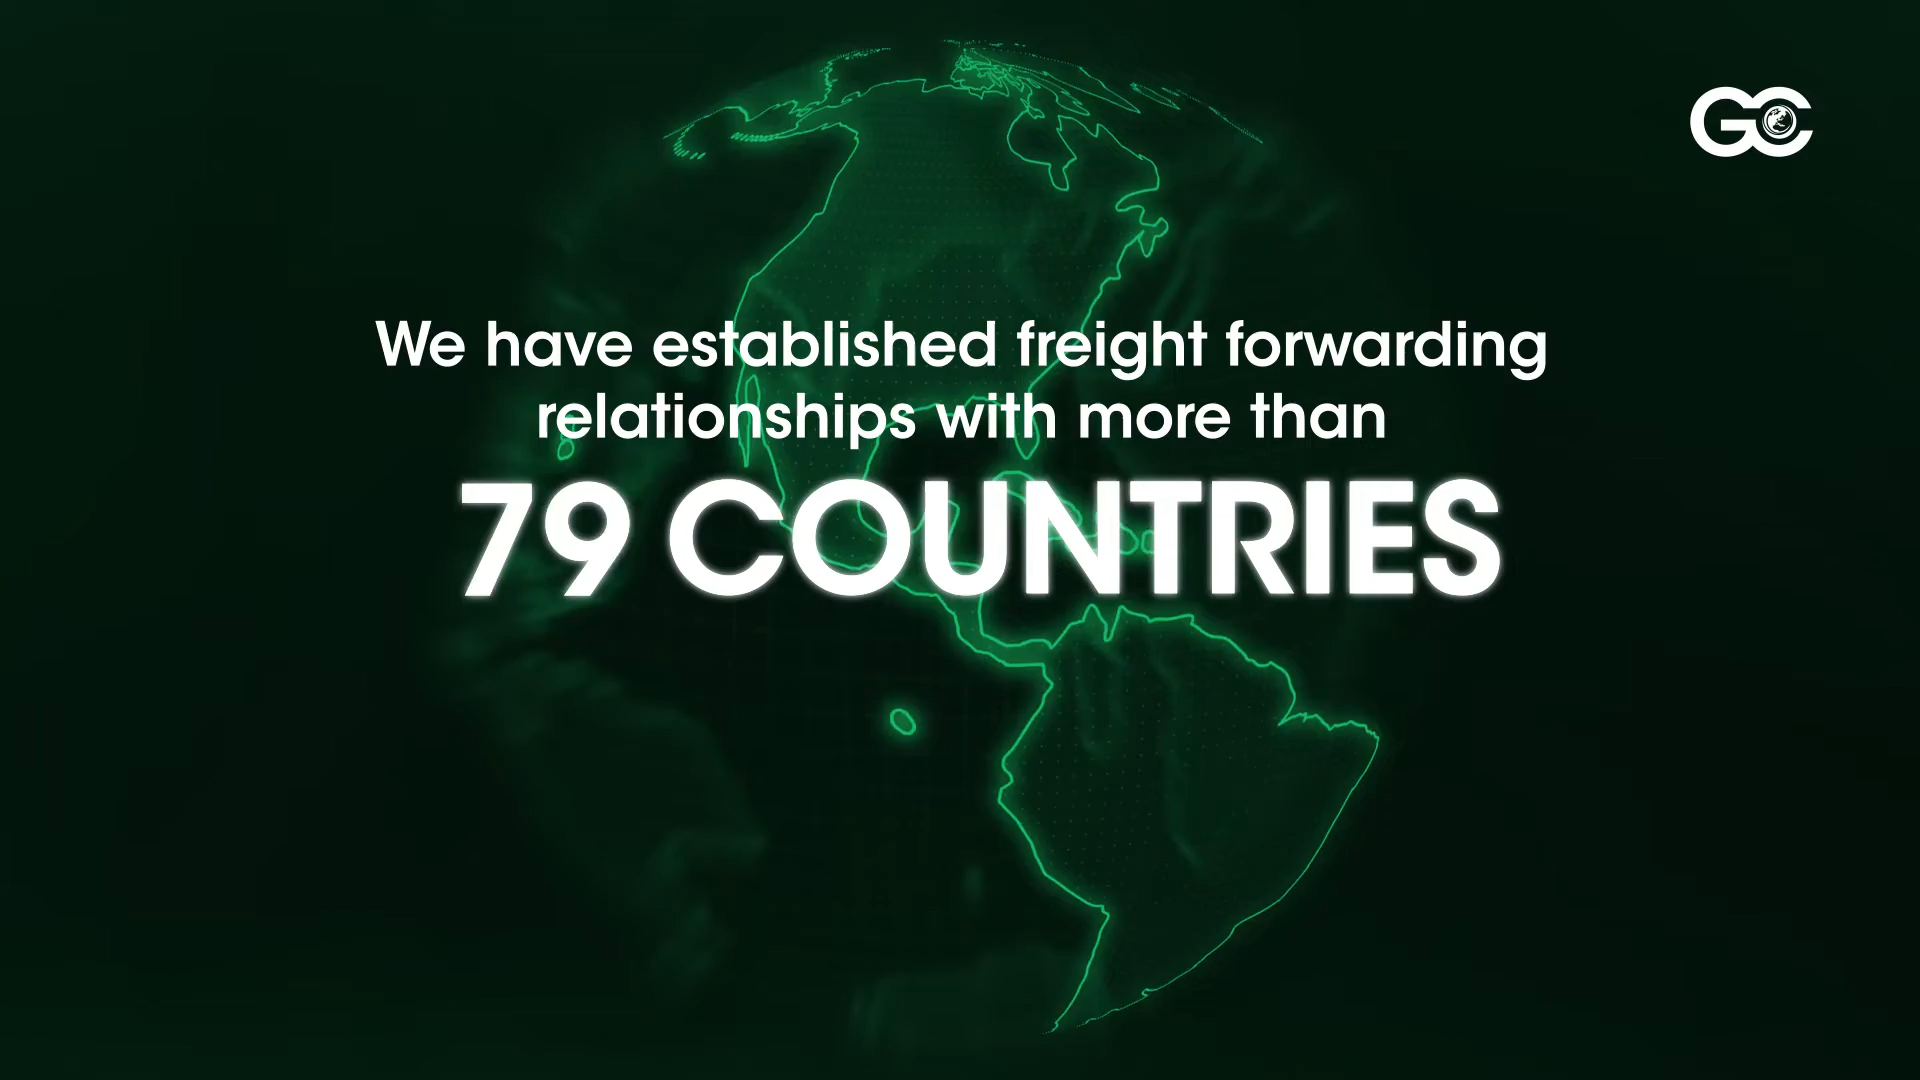 GC
We have established freight forwarding
relationships with more than
79 COUNTRIES